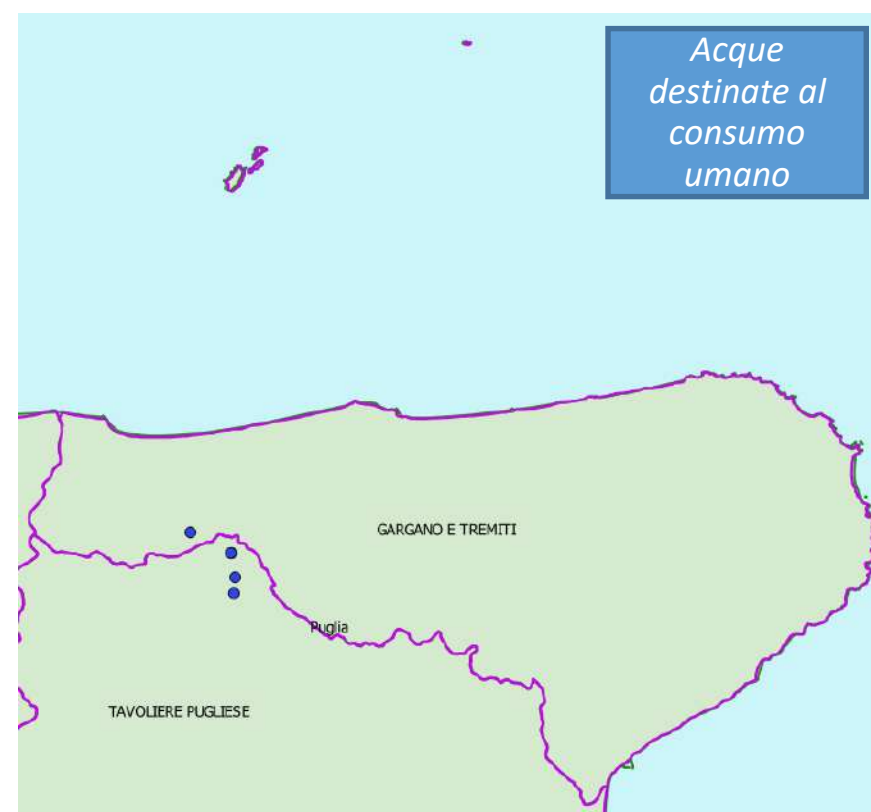 Acque
destinate al
consumo
umano
GARGANO E TREMITI
Puglia
TAVOLIERE PUGLIESE